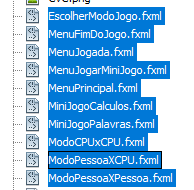 EscolherModoJogo.fxml
MenuFimDoJogo.fxml
MenuJogada.fxml
MenuJogarMiniJogo.fxml
MenuPrincipal.fxml
MiniJogoCalculos.fxml
MiniJogoPalavras.fxml
ModoCPUxCPU.fxml
ModoPessoaXCPU.fxml
ModoPessoaXPessoa.fxml